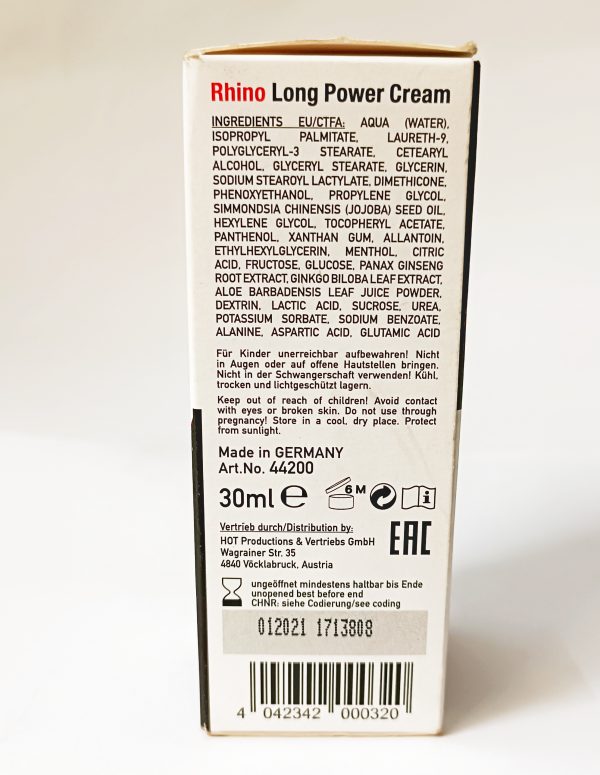 Rhino Long Power Cream
INGREDIENTS EU/CTFA: AQUA (WATER),
ISOPROPYL PALMITATE, LAURETH-9,
POLYGLYCERYL-3 STEARATE, CETEARYL
ALCOHOL, GLYCERYL STEARATE, GLYCERIN,
SODIUM STEAROYL LACTYLATE, DIMETHICONE,
PHENOXYETHANOL, PROPYLENE GLYCOL,
SIMMONDSIA CHINENSIS (JOJOBA) SEED OIL,
HEXYLENE GLYCOL, TOCOPHERYL ACETATE,
PANTHENOL, XANTHAN GUM, ALLANTOIN,
ETHYLHEXYLGLYCERIN, MENTHOL, CITRIC
ACID, FRUCTOSE, GLUCOSE, PANAX GINSENG
ROOT EXTRACT, GINKGO BILOBA LEAF EXTRACT,
ALOE BARBADENSIS LEAF JUICE POWDER,
DEXTRIN, LACTIC ACID, SUCROSE, UREA,
POTASSIUM SORBATE, SODIUM BENZOATE,
ALANINE, ASPARTIC ACID, GLUTAMIC ACID
Für Kinder unerreichbar aufbewahren! Nicht
in Augen oder auf offene Hautstellen bringen.
Nicht in der Schwangerschaft verwenden! Kühl,
trocken und lichtgeschützt lagern.
Keep out of reach of children! Avoid contact
with eyes or broken skin. Do not use through
pregnancy! Store in a cool, dry place. Protect
from sunlight.
Made in GERMANY
Art.No. 44200
30ml e 6 M i
Vertrieb durch/Distribution by:
HOT Productions & Vertriebs GmbH
Wagrainer Str. 35
4840 Vöcklabruck, Austria
EAC
ungeöffnet mindestens haltbar bis Ende
unopened best before end
CHNR: siehe Codierung/see coding
012021 1713808
4 042342 000320